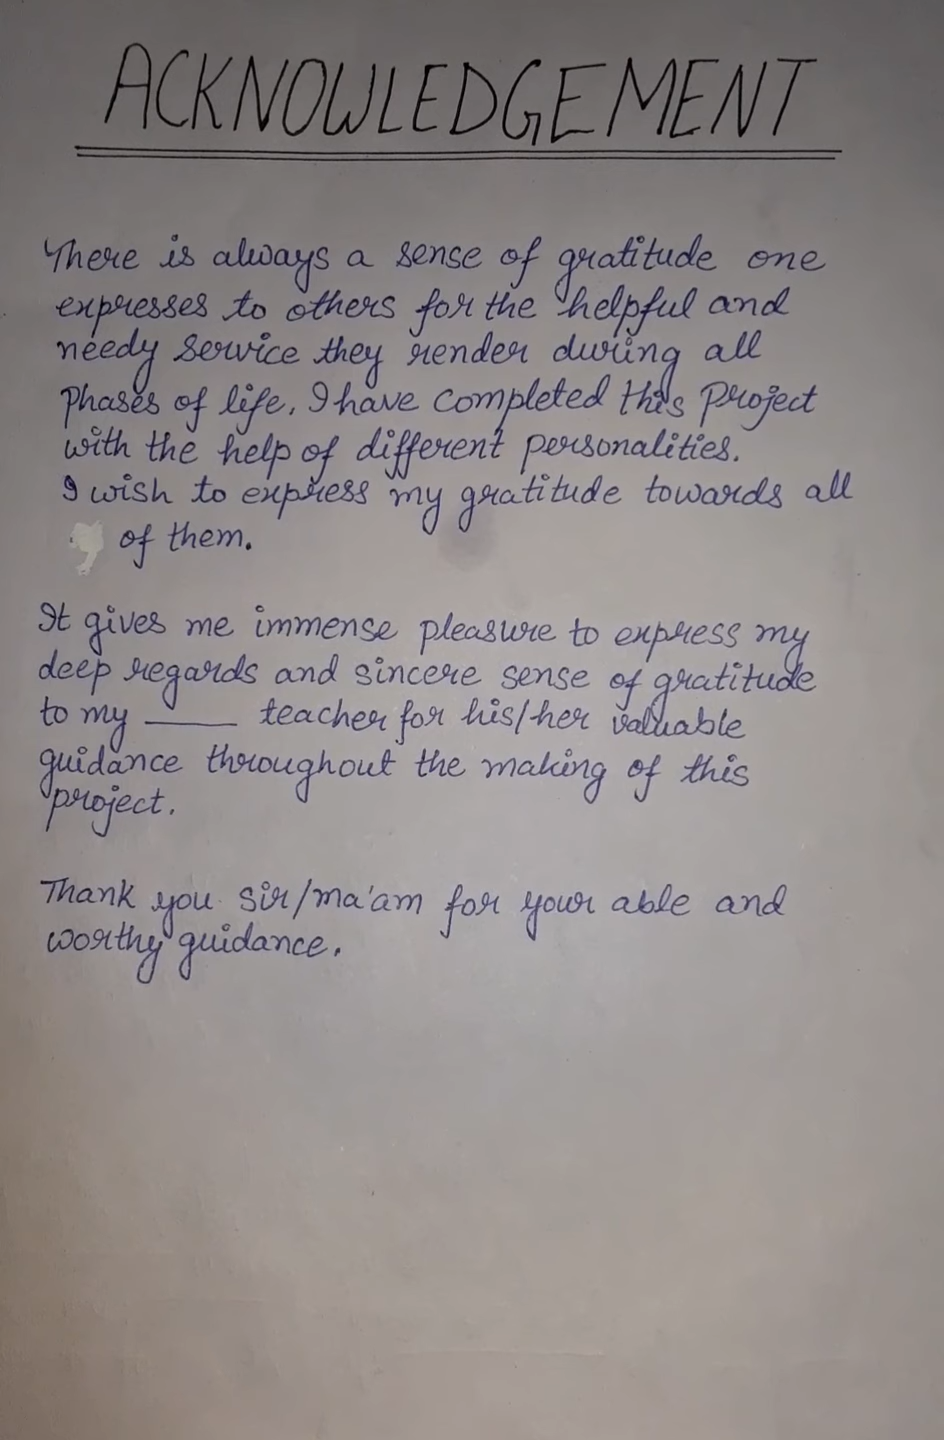 ACKNOWLEDGEMENT
There is always a sense of gratitude one
expresses to others for the helpful and
needy service they render during all
Phases of life. I have completed this Project
with the help of different personalities.
I wish to express my gratitude towards all
of them.
It gives me immense pleasure to express my
deep regards and sincere sense of gratitude
to my _____ teacher for his/her valuable
guidance throughout the making of this
project.
Thank you sir/ma'am for your able and
worthy guidance.